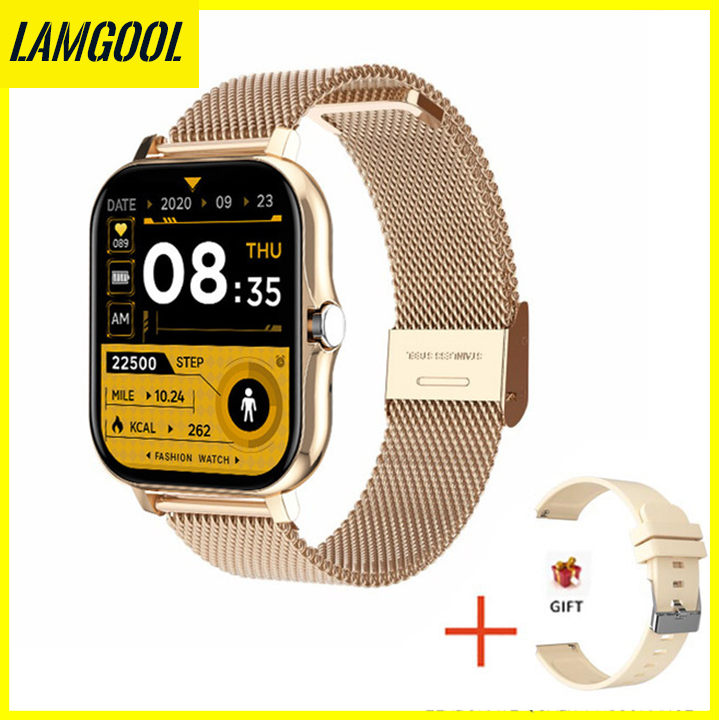 LAMGOOL
DATE 2020 09 23
089
THU
08:35
AM
22500 STEP
MILE 10.24
KCAL 262
FASHION WATCH
GIFT